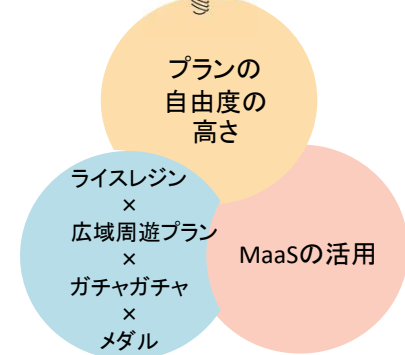 プランの
自由度の
高さ
ライスレジン
×
広域周遊プラン
×
ガチャガチャ
×
メダル
MaaSの活用